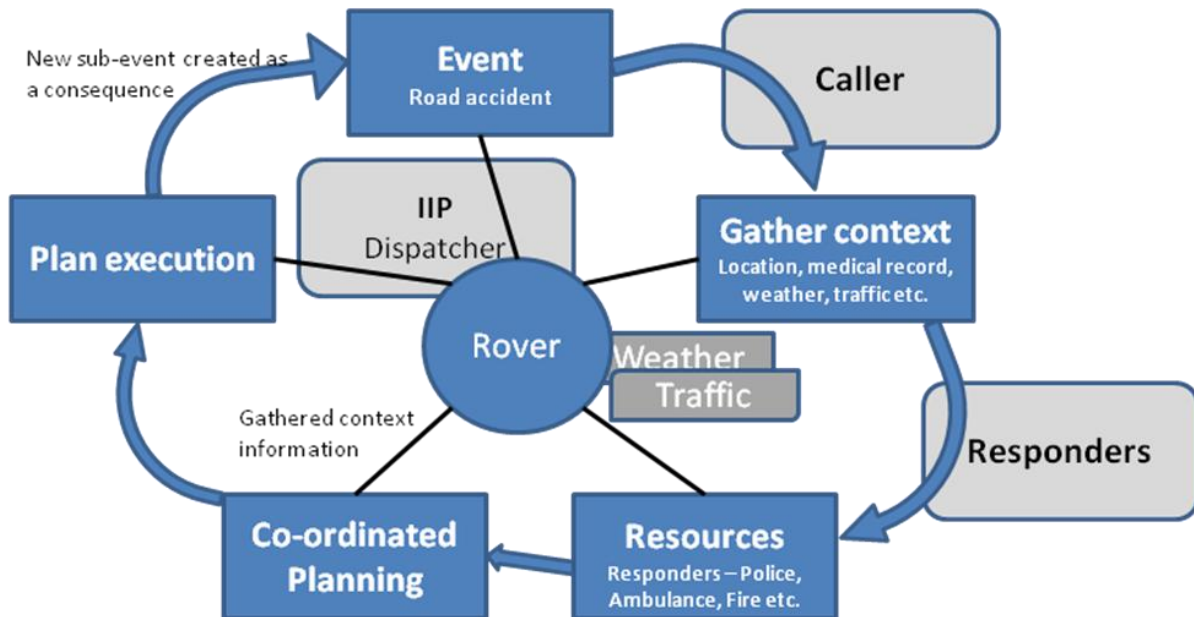 New sub-event created as
a consequence
Event
Road accident
Caller
IIP
Dispatcher
Plan execution
Gather context
Location, medical record,
weather, traffic etc.
Rover
Weather
Traffic
Gathered context
information
Responders
Co-ordinated
Planning
Resources
Responders – Police,
Ambulance, Fire etc.